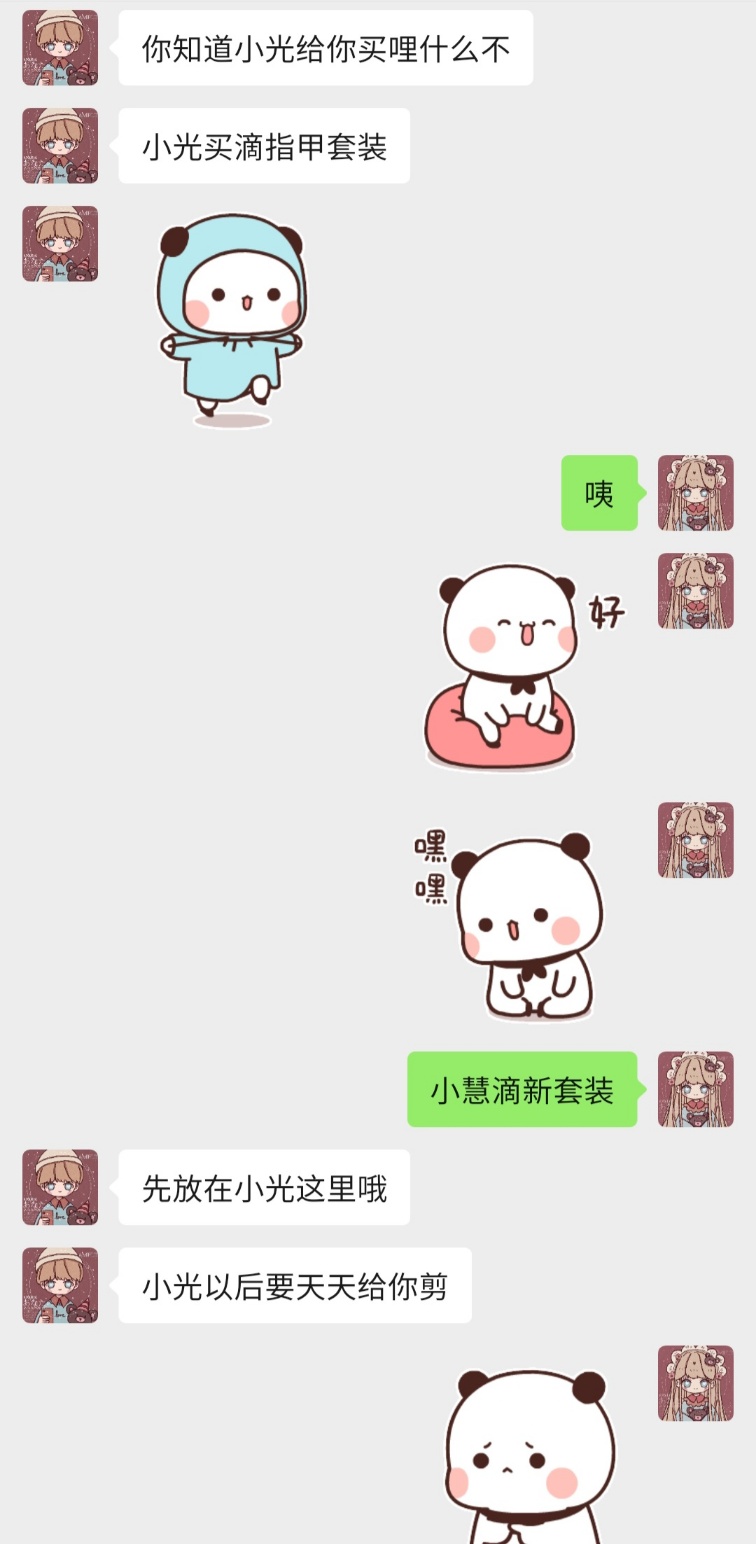 你知道小光给你买哩什么不
小光买滴指甲套装
咦
好
嘿
嘿
小慧滴新套装
先放在小光这里哦
小光以后要天天给你剪